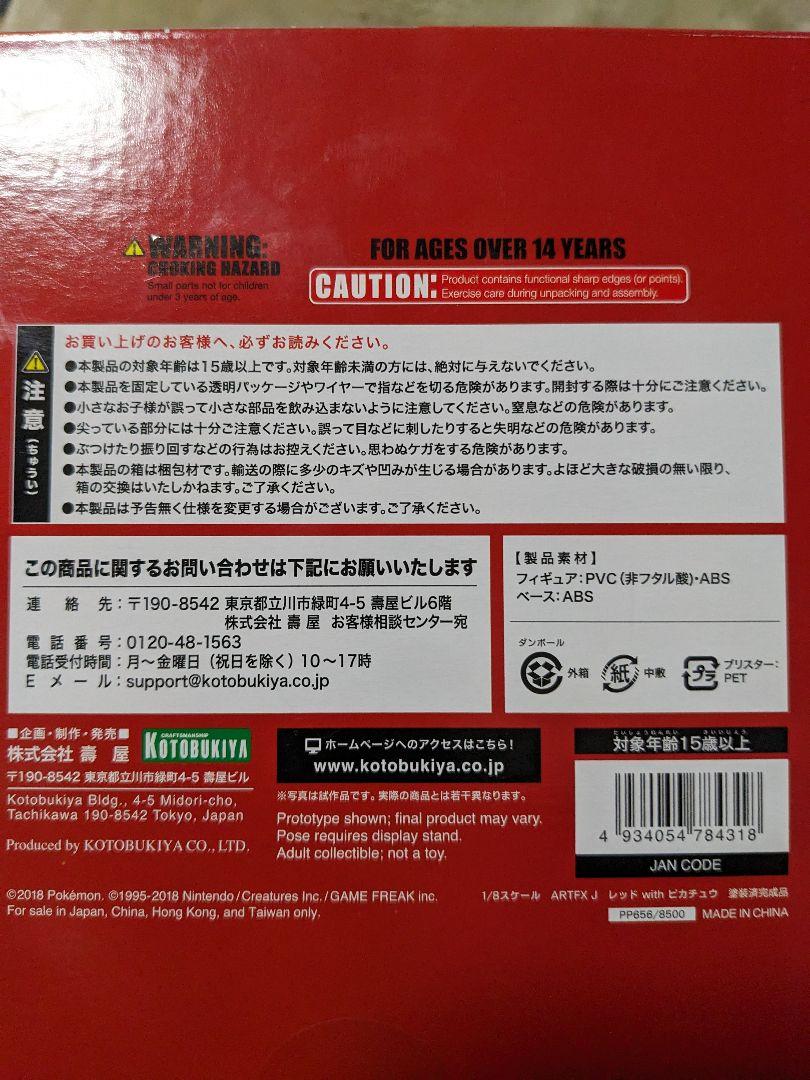 WARNING:
CHOKING HAZARD
Small parts not for children
under 3 years of age.
FOR AGES OVER 14 YEARS
CAUTION: Product contains functional sharp edges (or points).
Exercise care during unpacking and assembly.
注意(ちゅうい)
お買い上げのお客様へ、必ずお読みください。
●本製品の対象年齢は15歳以上です。対象年齢未満の方には、絶対に与えないでください。
●本製品を固定している透明パッケージやワイヤーで指などを切る危険があります。開封する際は十分にご注意ください。
●小さなお子様が誤って小さな部品を飲み込まないように注意してください。窒息などの危険があります。
●尖っている部分には十分ご注意ください。誤って目などに刺したりすると失明などの危険があります。
●ぶつけたり振り回すなどの行為はお控えください。思わぬケガをする危険があります。
●本製品の箱は梱包材です。輸送の際に多少のキズや凹みが生じる場合があります。よほど大きな破損の無い限り、
箱の交換はいたしかねます。ご了承ください。
●本製品は予告無く仕様を変更する場合がございます。ご了承ください。
この商品に関するお問い合わせは下記にお願いいたします
連絡先:〒190-8542 東京都立川市緑町4-5 壽屋ビル6階
株式会社 壽屋 お客様相談センター宛
電話番号:0120-48-1563
電話受付時間:月~金曜日(祝日を除く)10~17時
Eメール:support@kotobukiya.co.jp
【製品素材】
フィギュア:PVC(非フタル酸)・ABS
ベース:ABS
ダンボール
外箱
紙 中敷
プラ ブリスター:
PET
■企画・制作・発売■
株式会社 壽屋
CRAFTSMANSHIP
KOTOBUKIYA
〒190-8542 東京都立川市緑町4-5 壽屋ビル
Kotobukiya Bldg., 4-5 Midori-cho,
Tachikawa 190-8542 Tokyo, Japan
Produced by KOTOBUKIYA CO., LTD.
ホームページへのアクセスはこちら!
www.kotobukiya.co.jp
※写真は試作品です。実際の商品とは若干異なります。
Prototype shown; final product may vary.
Pose requires display stand.
Adult collectible; not a toy.
たいしょうねんれい さいいじょう
対象年齢15歳以上
4 934054 784318
JAN CODE
©2018 Pokémon. ©1995-2018 Nintendo/Creatures Inc./GAME FREAK inc.
For sale in Japan, China, Hong Kong, and Taiwan only.
1/8スケール ARTFX J レッド with ピカチュウ 塗装済完成品
PP656/8500 MADE IN CHINA